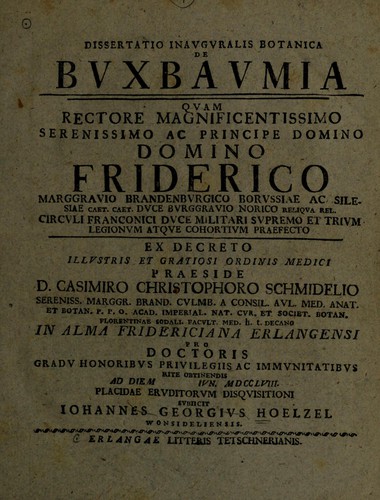 DISSERTATIO INAVGVRALIS BOTANICA
DE
BVXBAVMIA
QVAM
RECTORE MAGNIFICENTISSIMO
SERENISSIMO AC PRINCIPE DOMINO
DOMINO
FRIDERICO
MARGGRAVIO BRANDENBVRGICO BORVSSIAE AC SILE-
SIAE CAET. CAET. DVCE BVRGGRAVIO NORICO RELIQVA REL.
CIRCVLI FRANCONICI DVCE MILITARI SVPREMO ET TRIVM
LEGIONVM ATQVE COHORTIVM PRAEFECTO
EX DECRETO
ILLVSTRIS ET GRATIOSI ORDINIS MEDICI
PRAESIDE
D. CASIMIRO CHRISTOPHORO SCHMIDELIO
SERENISS. MARGGR. BRAND. CVLMB. A CONSIL. AVL. MED. ANAT.
ET BOTAN. P. P. O. ACAD. IMPERIAL. NAT. CVR. ET SOCIET. BOTAN.
FLORENTINAE SODALI. FACVLT. MED. H. T. DECANO
IN ALMA FRIDERICIANA ERLANGENSI
PRO
DOCTORIS
GRADV HONORIBVS PRIVILEGIIS AC IMMVNITATIBVS
RITE OBTINENDIS
AD DIEM IVN. MDCCLVIII.
PLACIDAE ERVDITORVM DISQVISITIONI
SVBIICIT
IOHANNES GEORGIVS HOELZEL
WONSIDELIENSIS.
ERLANGAE LITTERIS TETSCHNERIANIS.